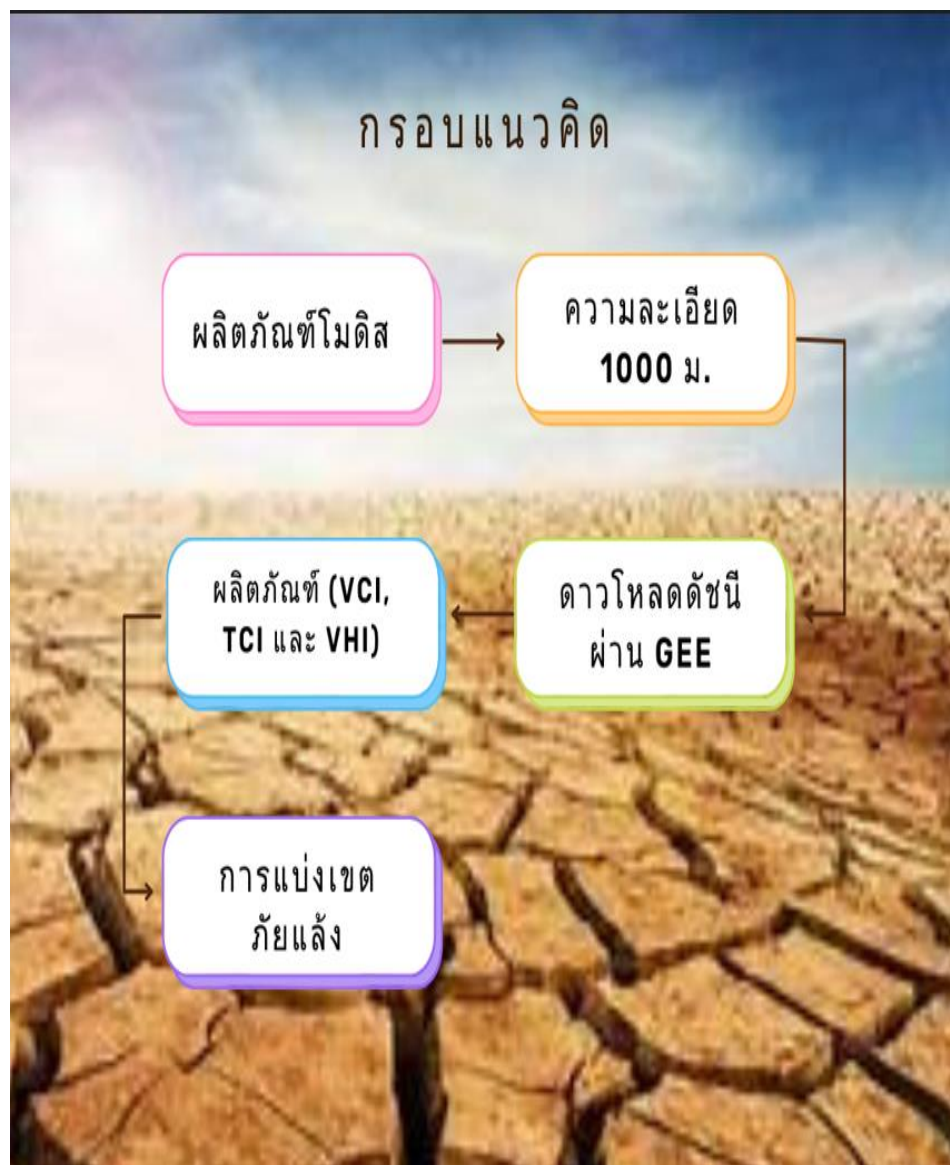 กรอบแนวคิด
ผลิตภัณฑ์โมดิส
ความละเอียด
1000 ม.
ดาวโหลดดัชนี
ผ่าน GEE
ผลิตภัณฑ์ (VCI,
TCI และ VHI)
การแบ่งเขต
ภัยแล้ง